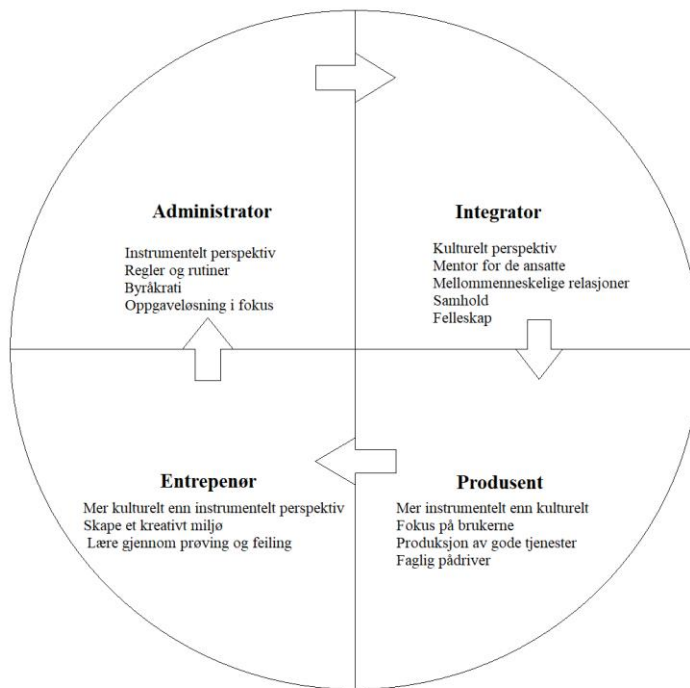 Administrator
Instrumentelt perspektiv
Regler og rutiner
Byråkrati
Oppgaveløsning i fokus
Integrator
Kulturelt perspektiv
Mentor for de ansatte
Mellommenneskelige relasjoner
Samhold
Felleskap
Entrepenør
Mer kulturelt enn instrumentelt perspektiv
Skape et kreativt miljø
Lære gjennom prøving og feiling
Produsent
Mer instrumentelt enn kulturelt
Fokus på brukerne
Produksjon av gode tjenester
Faglig pådriver